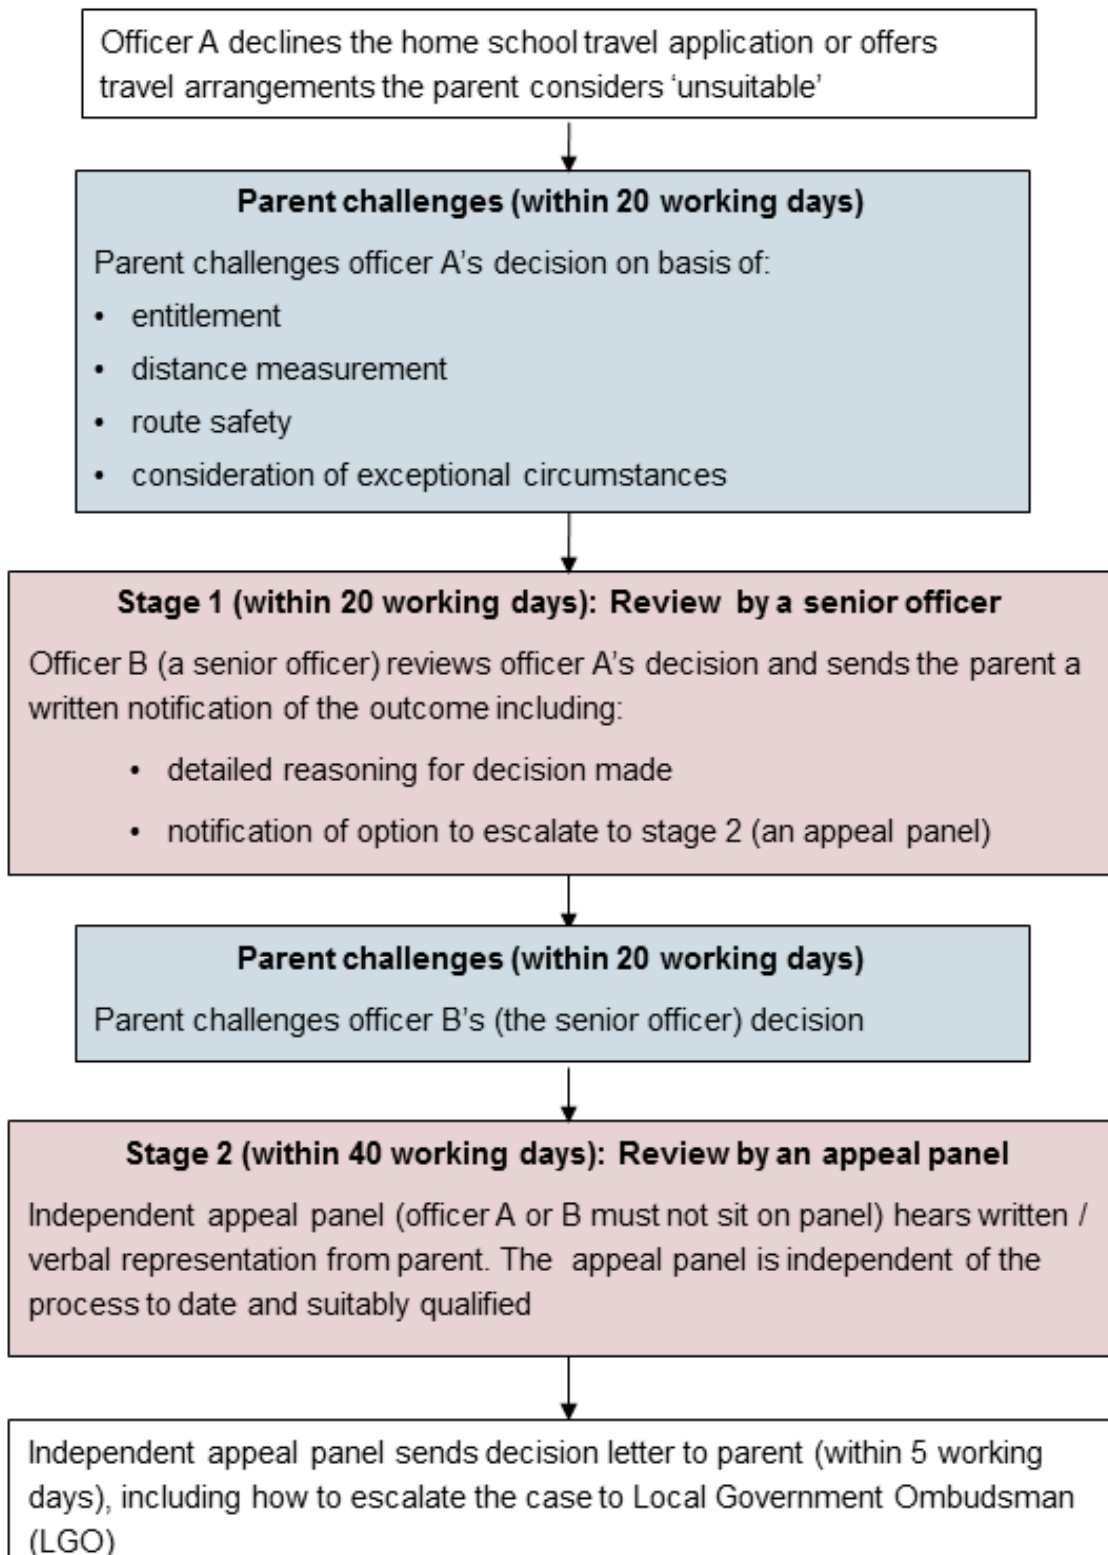 Officer A declines the home school travel application or offers
travel arrangements the parent considers ‘unsuitable’
Parent challenges (within 20 working days)
Parent challenges officer A’s decision on basis of:
• entitlement
• distance measurement
• route safety
• consideration of exceptional circumstances
Stage 1 (within 20 working days): Review by a senior officer
Officer B (a senior officer) reviews officer A’s decision and sends the parent a
written notification of the outcome including:
• detailed reasoning for decision made
• notification of option to escalate to stage 2 (an appeal panel)
Parent challenges (within 20 working days)
Parent challenges officer B’s (the senior officer) decision
Stage 2 (within 40 working days): Review by an appeal panel
Independent appeal panel (officer A or B must not sit on panel) hears written /
verbal representation from parent. The appeal panel is independent of the
process to date and suitably qualified
Independent appeal panel sends decision letter to parent (within 5 working
days), including how to escalate the case to Local Government Ombudsman
(LGO)